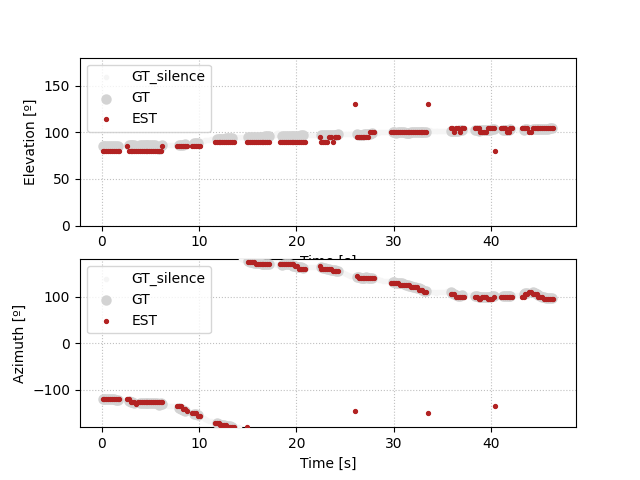 Elevation [º]
150
100
50
0
GT_silence
GT
EST
0
10
20
30
40
Time [s]
Azimuth [º]
100
0
−100
GT_silence
GT
EST
0
10
20
30
40
Time [s]